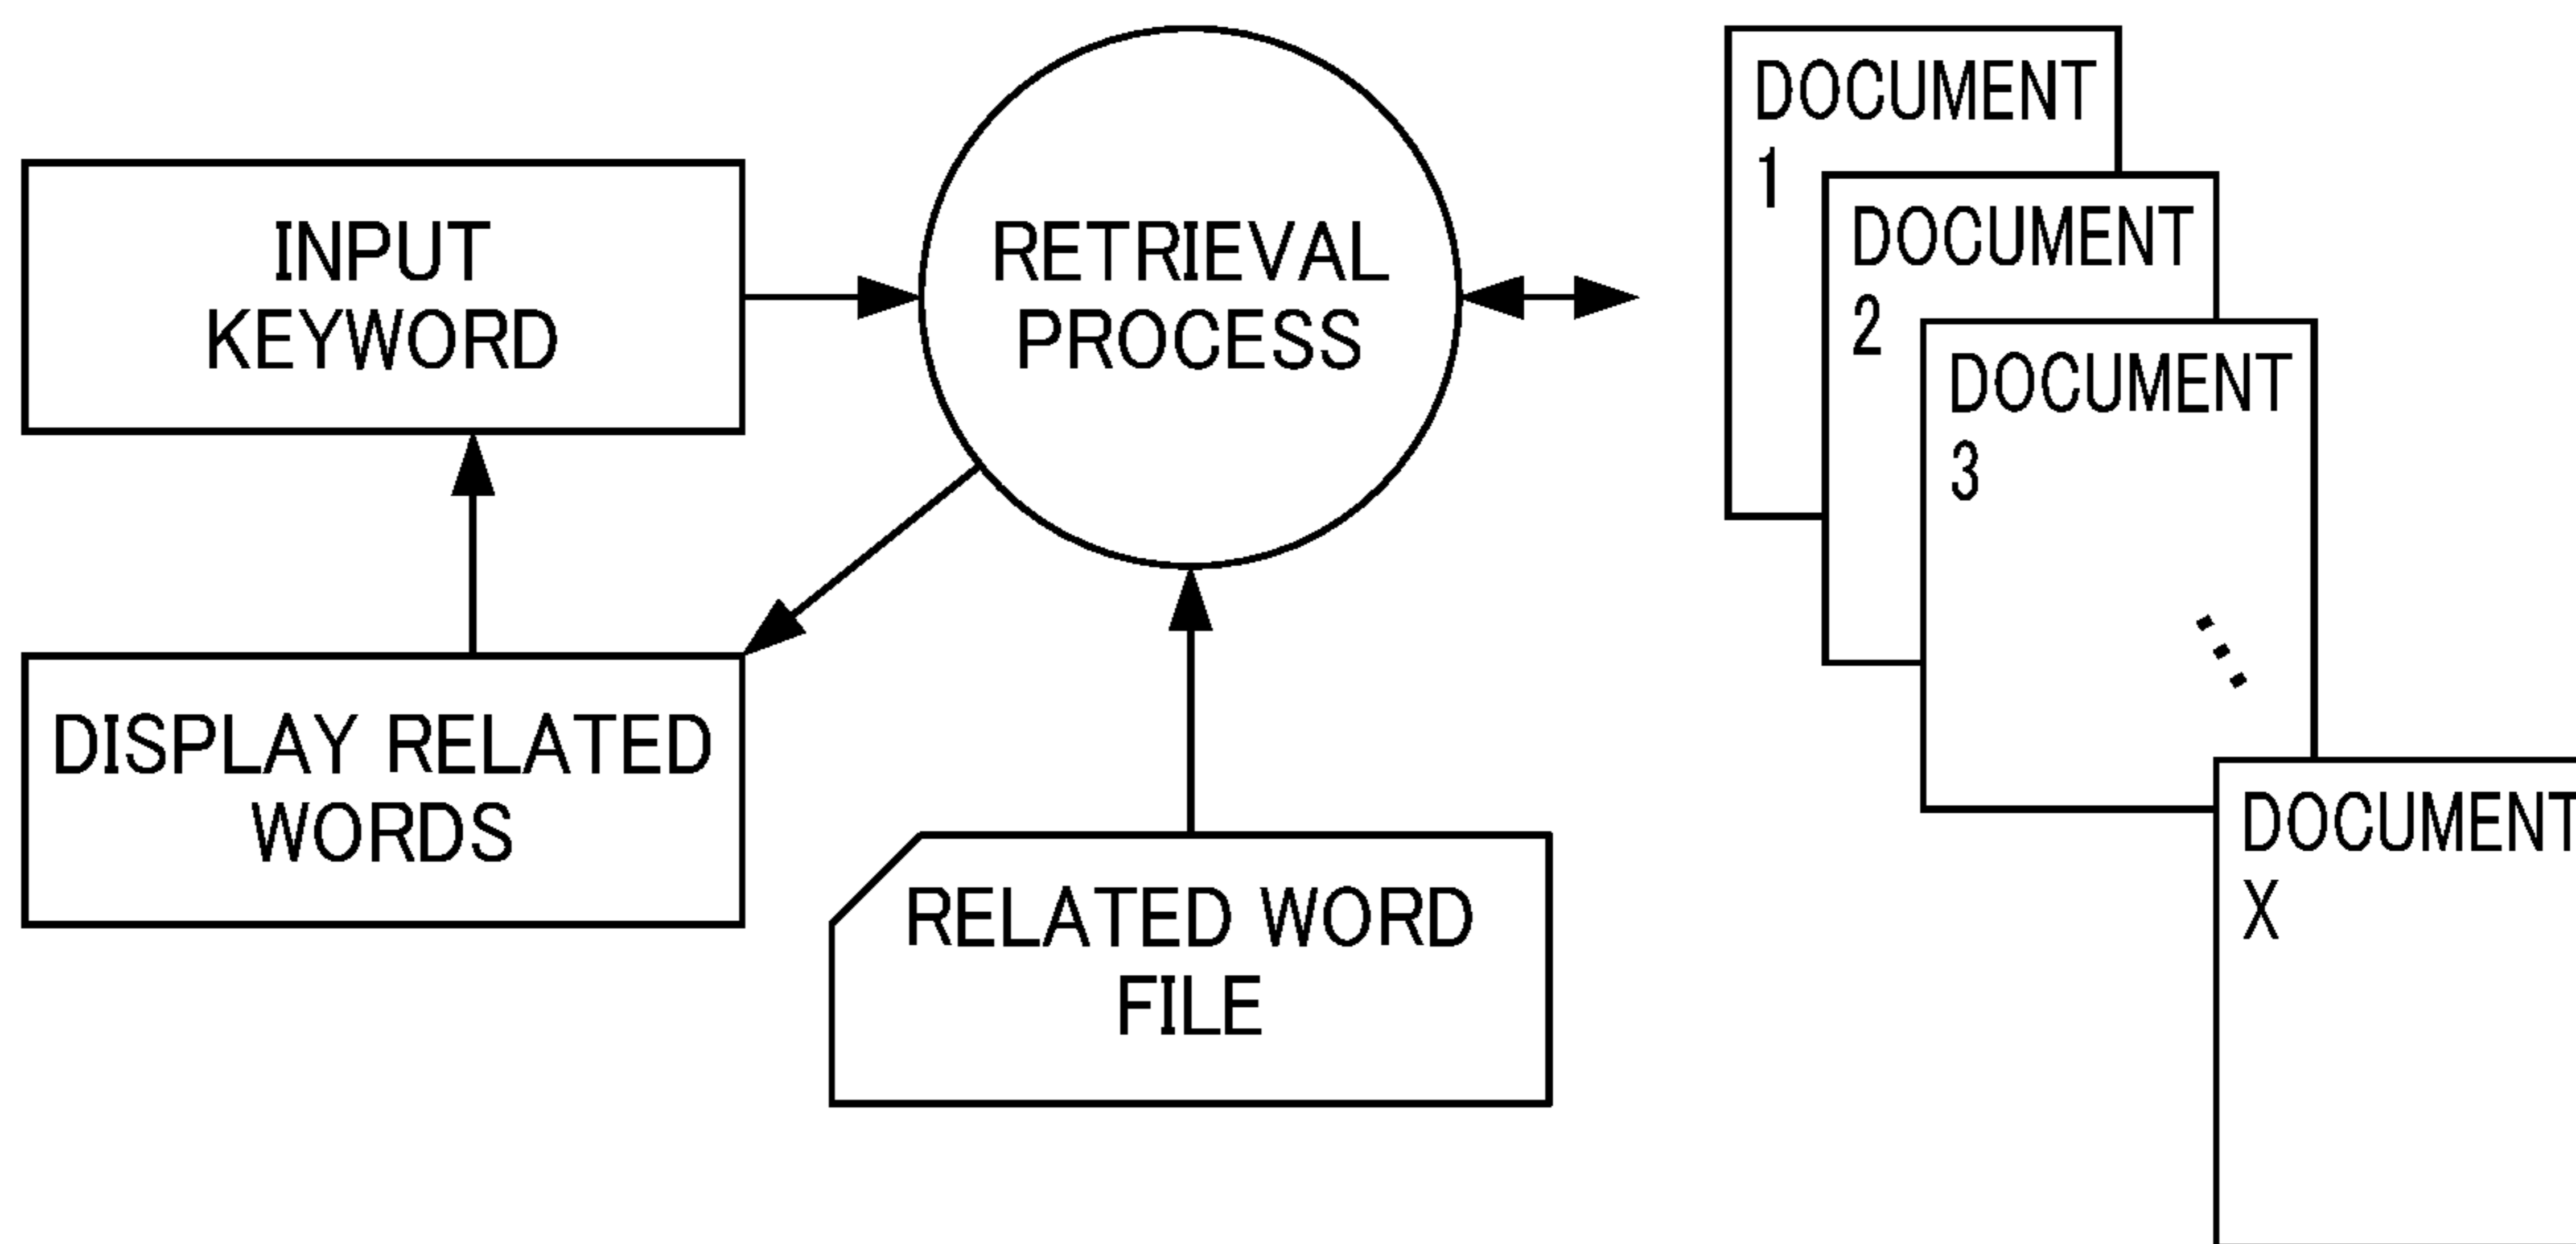 INPUT
KEYWORD
RETRIEVAL
PROCESS
DOCUMENT
1
DOCUMENT
2
DOCUMENT
3
DISPLAY RELATED
WORDS
RELATED WORD
FILE
DOCUMENT
X